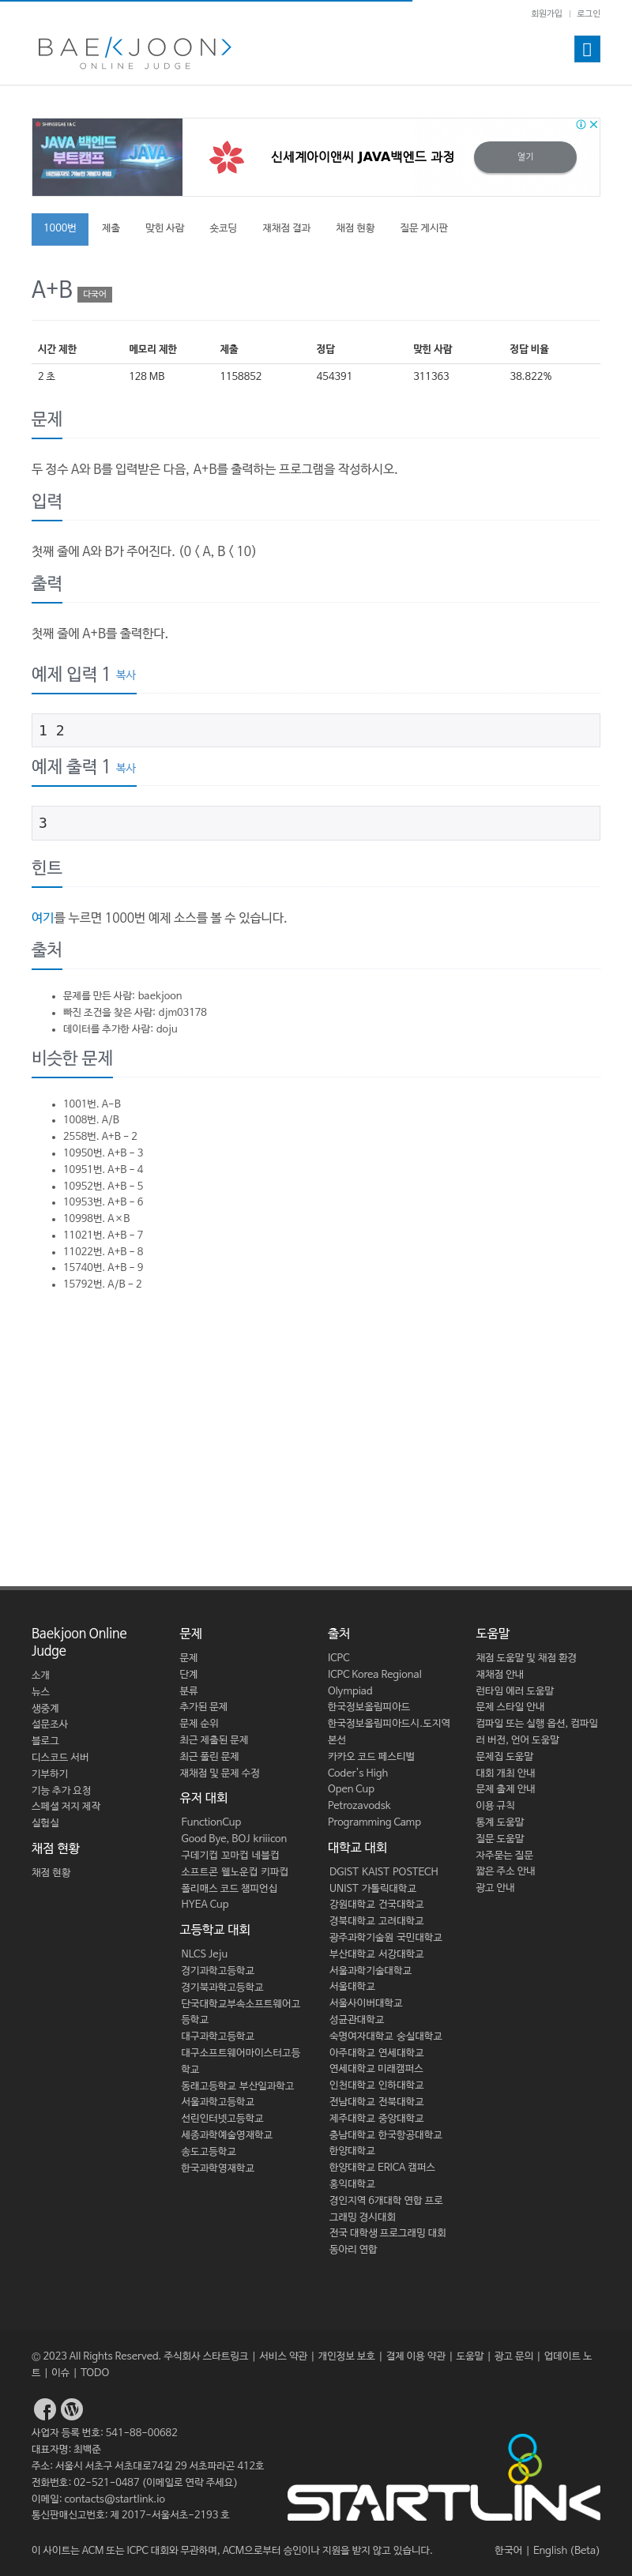 회원가입 | 로그인
BAEKJOON
ONLINE JUDGE
SHINSEGAE I&C
JAVA 백엔드
부트캠프
JAVA
신세계아이앤씨 JAVA백엔드 과정
열기
1000번 제출 맞힌 사람 숏코딩 재채점 결과 채점 현황 질문 게시판
A+B 다국어
시간 제한 메모리 제한 제출 정답 맞힌 사람 정답 비율
2 초 128 MB 1158852 454391 311363 38.822%
문제
두 정수 A와 B를 입력받은 다음, A+B를 출력하는 프로그램을 작성하시오.
입력
첫째 줄에 A와 B가 주어진다. (0 < A, B < 10)
출력
첫째 줄에 A+B를 출력한다.
예제 입력 1 복사
1 2
예제 출력 1 복사
3
힌트
여기를 누르면 1000번 예제 소스를 볼 수 있습니다.
출처
• 문제를 만든 사람: baekjoon
• 빠진 조건을 찾은 사람: djm03178
• 데이터를 추가한 사람: doju
비슷한 문제
• 1001번. A-B
• 1008번. A/B
• 2558번. A+B - 2
• 10950번. A+B - 3
• 10951번. A+B - 4
• 10952번. A+B - 5
• 10953번. A+B - 6
• 10998번. A×B
• 11021번. A+B - 7
• 11022번. A+B - 8
• 15740번. A+B - 9
• 15792번. A/B - 2
Baekjoon Online
Judge
소개
뉴스
생중계
설문조사
블로그
디스코드 서버
기부하기
기능 추가 요청
스페셜 저지 제작
실험실
채점 현황
채점 현황
문제
문제
단계
분류
추가된 문제
문제 순위
최근 제출된 문제
최근 풀린 문제
재채점 및 문제 수정
유저 대회
FunctionCup
Good Bye, BOJ kriiicon
구데기컵 꼬마컵 네블컵
소프트콘 웰노운컵 키파컵
폴리매스 코드 챔피언십
HYEA Cup
고등학교 대회
NLCS Jeju
경기과학고등학교
경기북과학고등학교
단국대학교부속소프트웨어고
등학교
대구과학고등학교
대구소프트웨어마이스터고등
학교
동래고등학교 부산일과학고
서울과학고등학교
선린인터넷고등학교
세종과학예술영재학교
송도고등학교
한국과학영재학교
출처
ICPC
ICPC Korea Regional
Olympiad
한국정보올림피아드
한국정보올림피아드시.도지역
본선
카카오 코드 페스티벌
Coder's High
Open Cup
Petrozavodsk
Programming Camp
대학교 대회
DGIST KAIST POSTECH
UNIST 가톨릭대학교
강원대학교 건국대학교
경북대학교 고려대학교
광주과학기술원 국민대학교
부산대학교 서강대학교
서울과학기술대학교
서울대학교
서울사이버대학교
성균관대학교
숙명여자대학교 숭실대학교
아주대학교 연세대학교
연세대학교 미래캠퍼스
인천대학교 인하대학교
전남대학교 전북대학교
제주대학교 중앙대학교
충남대학교 한국항공대학교
한양대학교
한양대학교 ERICA 캠퍼스
홍익대학교
경인지역 6개대학 연합 프로
그래밍 경시대회
전국 대학생 프로그래밍 대회
동아리 연합
도움말
채점 도움말 및 채점 환경
재채점 안내
런타임 에러 도움말
문제 스타일 안내
컴파일 또는 실행 옵션, 컴파일
러 버전, 언어 도움말
문제집 도움말
대회 개최 안내
문제 출제 안내
이용 규칙
통계 도움말
질문 도움말
자주묻는 질문
짧은 주소 안내
광고 안내
© 2023 All Rights Reserved. 주식회사 스타트링크 | 서비스 약관 | 개인정보 보호 | 결제 이용 약관 | 도움말 | 광고 문의 | 업데이트 노
트 | 이슈 | TODO
사업자 등록 번호: 541-88-00682
대표자명: 최백준
주소: 서울시 서초구 서초대로74길 29 서초파라곤 412호
전화번호: 02-521-0487 (이메일로 연락 주세요)
이메일: contacts@startlink.io
통신판매신고번호: 제 2017-서울서초-2193 호
STARTLINK
이 사이트는 ACM 또는 ICPC 대회와 무관하며, ACM으로부터 승인이나 지원을 받지 않고 있습니다.
한국어 | English (Beta)